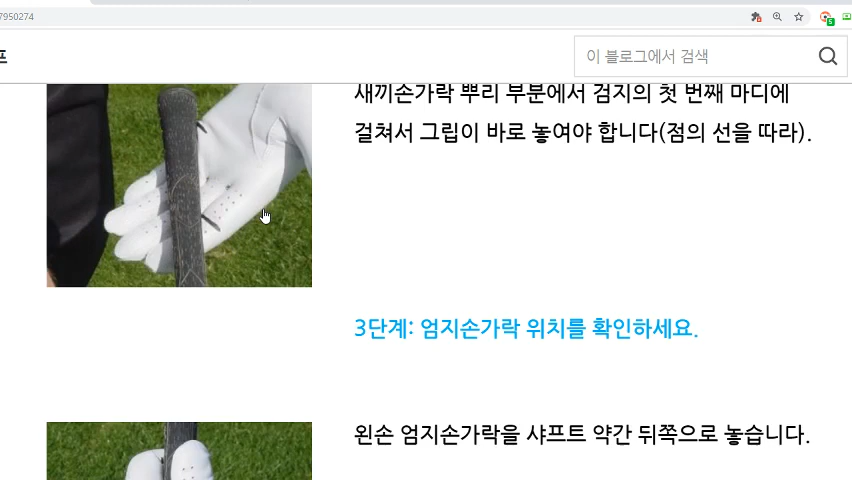 7950274
프
이 블로그에서 검색
새끼손가락 뿌리 부분에서 검지의 첫 번째 마디에
걸쳐서 그립이 바로 놓여야 합니다(점의 선을 따라).
3단계: 엄지손가락 위치를 확인하세요.
왼손 엄지손가락을 샤프트 약간 뒤쪽으로 놓습니다.